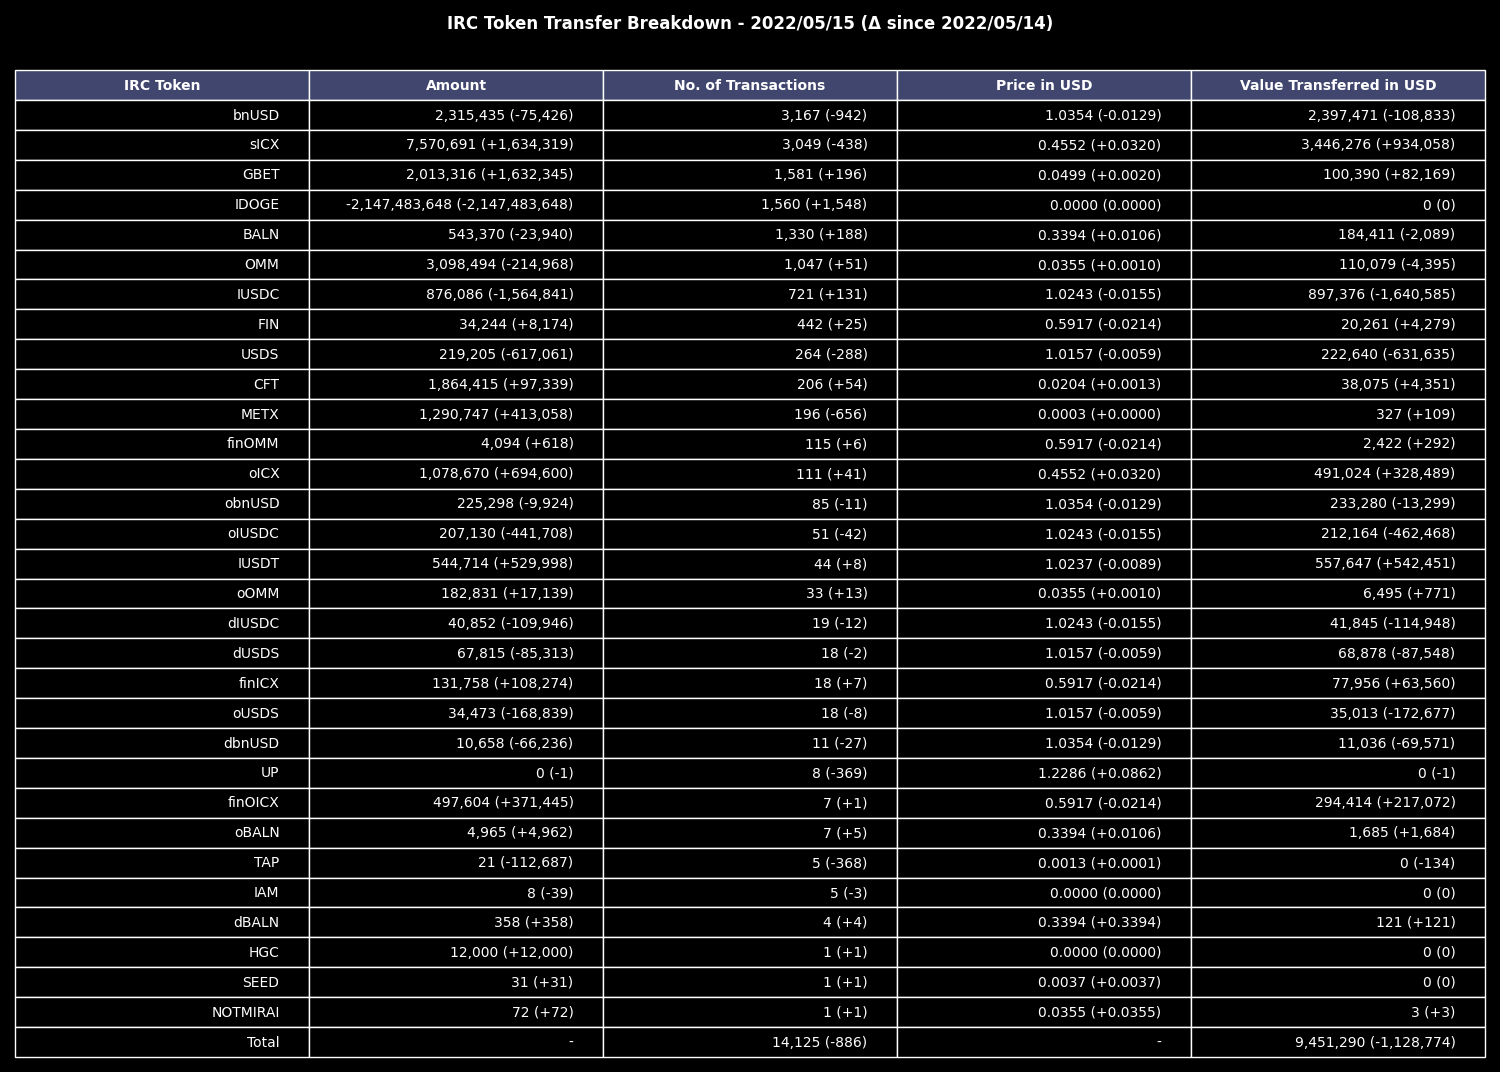 IRC Token Transfer Breakdown - 2022/05/15 (Δ since 2022/05/14)
IRC Token Amount No. of Transactions Price in USD Value Transferred in USD
bnUSD 2,315,435 (-75,426) 3,167 (-942) 1.0354 (-0.0129) 2,397,471 (-108,833)
sICX 7,570,691 (+1,634,319) 3,049 (-438) 0.4552 (+0.0320) 3,446,276 (+934,058)
GBET 2,013,316 (+1,632,345) 1,581 (+196) 0.0499 (+0.0020) 100,390 (+82,169)
IDOGE -2,147,483,648 (-2,147,483,648) 1,560 (+1,548) 0.0000 (0.0000) 0 (0)
BALN 543,370 (-23,940) 1,330 (+188) 0.3394 (+0.0106) 184,411 (-2,089)
OMM 3,098,494 (-214,968) 1,047 (+51) 0.0355 (+0.0010) 110,079 (-4,395)
IUSDC 876,086 (-1,564,841) 721 (+131) 1.0243 (-0.0155) 897,376 (-1,640,585)
FIN 34,244 (+8,174) 442 (+25) 0.5917 (-0.0214) 20,261 (+4,279)
USDS 219,205 (-617,061) 264 (-288) 1.0157 (-0.0059) 222,640 (-631,635)
CFT 1,864,415 (+97,339) 206 (+54) 0.0204 (+0.0013) 38,075 (+4,351)
METX 1,290,747 (+413,058) 196 (-656) 0.0003 (+0.0000) 327 (+109)
finOMM 4,094 (+618) 115 (+6) 0.5917 (-0.0214) 2,422 (+292)
oICX 1,078,670 (+694,600) 111 (+41) 0.4552 (+0.0320) 491,024 (+328,489)
obnUSD 225,298 (-9,924) 85 (-11) 1.0354 (-0.0129) 233,280 (-13,299)
oIUSDC 207,130 (-441,708) 51 (-42) 1.0243 (-0.0155) 212,164 (-462,468)
IUSDT 544,714 (+529,998) 44 (+8) 1.0237 (-0.0089) 557,647 (+542,451)
oOMM 182,831 (+17,139) 33 (+13) 0.0355 (+0.0010) 6,495 (+771)
dIUSDC 40,852 (-109,946) 19 (-12) 1.0243 (-0.0155) 41,845 (-114,948)
dUSDS 67,815 (-85,313) 18 (-2) 1.0157 (-0.0059) 68,878 (-87,548)
finICX 131,758 (+108,274) 18 (+7) 0.5917 (-0.0214) 77,956 (+63,560)
oUSDS 34,473 (-168,839) 18 (-8) 1.0157 (-0.0059) 35,013 (-172,677)
dbnUSD 10,658 (-66,236) 11 (-27) 1.0354 (-0.0129) 11,036 (-69,571)
UP 0 (-1) 8 (-369) 1.2286 (+0.0862) 0 (-1)
finOICX 497,604 (+371,445) 7 (+1) 0.5917 (-0.0214) 294,414 (+217,072)
oBALN 4,965 (+4,962) 7 (+5) 0.3394 (+0.0106) 1,685 (+1,684)
TAP 21 (-112,687) 5 (-368) 0.0013 (+0.0001) 0 (-134)
IAM 8 (-39) 5 (-3) 0.0000 (0.0000) 0 (0)
dBALN 358 (+358) 4 (+4) 0.3394 (+0.3394) 121 (+121)
HGC 12,000 (+12,000) 1 (+1) 0.0000 (0.0000) 0 (0)
SEED 31 (+31) 1 (+1) 0.0037 (+0.0037) 0 (0)
NOTMIRAI 72 (+72) 1 (+1) 0.0355 (+0.0355) 3 (+3)
Total - 14,125 (-886) - 9,451,290 (-1,128,774)